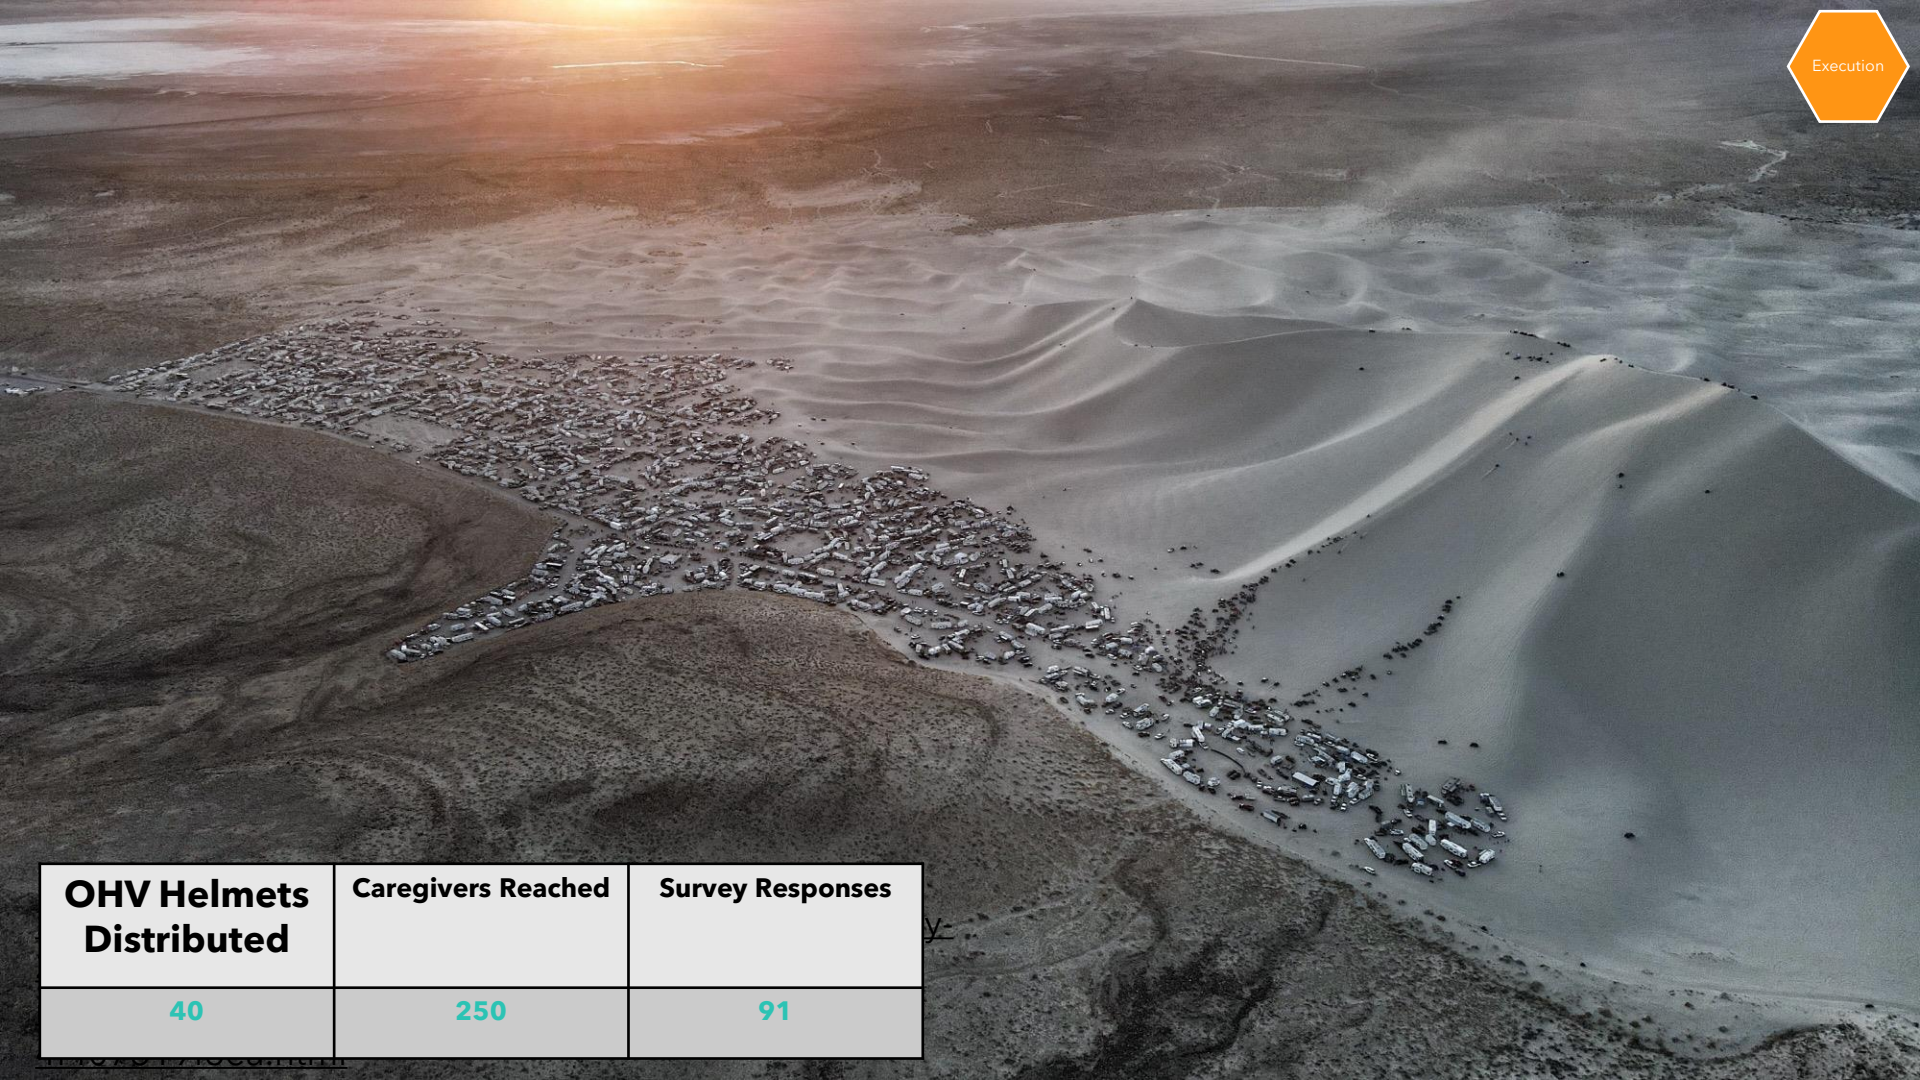 Execution
OHV Helmets
Distributed
Caregivers Reached
Survey Responses
y-
40
250
91